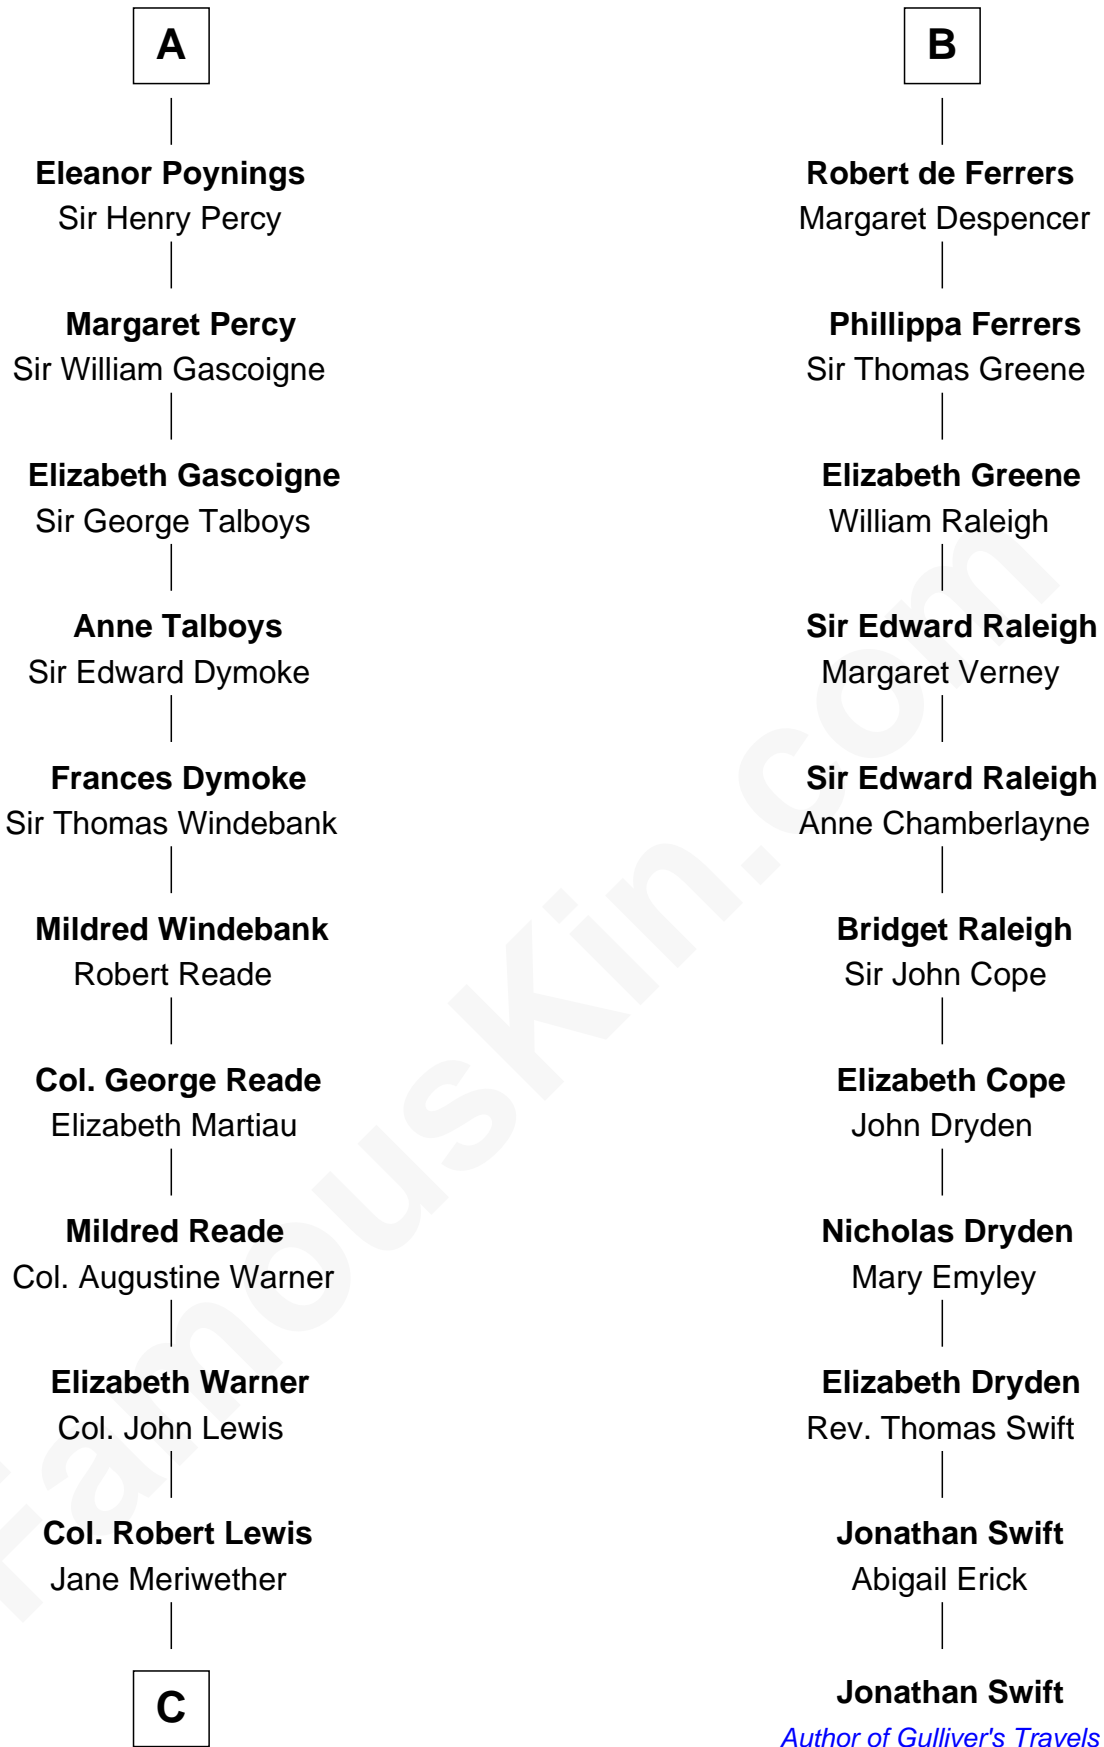 A
Eleanor Poynings
Sir Henry Percy
Margaret Percy
Sir William Gascoigne
Elizabeth Gascoigne
Sir George Talboys
Anne Talboys
Sir Edward Dymoke
Frances Dymoke
Sir Thomas Windebank
Mildred Windebank
Robert Reade
Col. George Reade
Elizabeth Martiau
Mildred Reade
Col. Augustine Warner
Elizabeth Warner
Col. John Lewis
Col. Robert Lewis
Jane Meriwether
C
B
Robert de Ferrers
Margaret Despencer
Phillippa Ferrers
Sir Thomas Greene
Elizabeth Greene
William Raleigh
Sir Edward Raleigh
Margaret Verney
Sir Edward Raleigh
Anne Chamberlayne
Bridget Raleigh
Sir John Cope
Elizabeth Cope
John Dryden
Nicholas Dryden
Mary Emyley
Elizabeth Dryden
Rev. Thomas Swift
Jonathan Swift
Abigail Erick
Jonathan Swift
Author of Gulliver's Travels
FamousKin.com